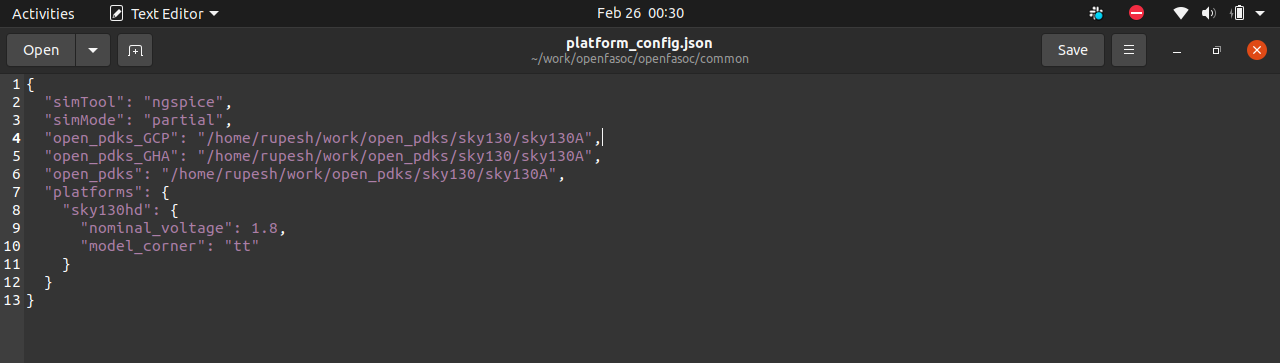 Activities Text Editor Feb 26 00:30
Open platform_config.json Save
~/work/openfasoc/openfasoc/common
1 {
2 "simTool": "ngspice",
3 "simMode": "partial",
4 "open_pdks_GCP": "/home/rupesh/work/open_pdks/sky130/sky130A",
5 "open_pdks_GHA": "/home/rupesh/work/open_pdks/sky130/sky130A",
6 "open_pdks": "/home/rupesh/work/open_pdks/sky130/sky130A",
7 "platforms": {
8 "sky130hd": {
9 "nominal_voltage": 1.8,
10 "model_corner": "tt"
11 }
12 }
13 }